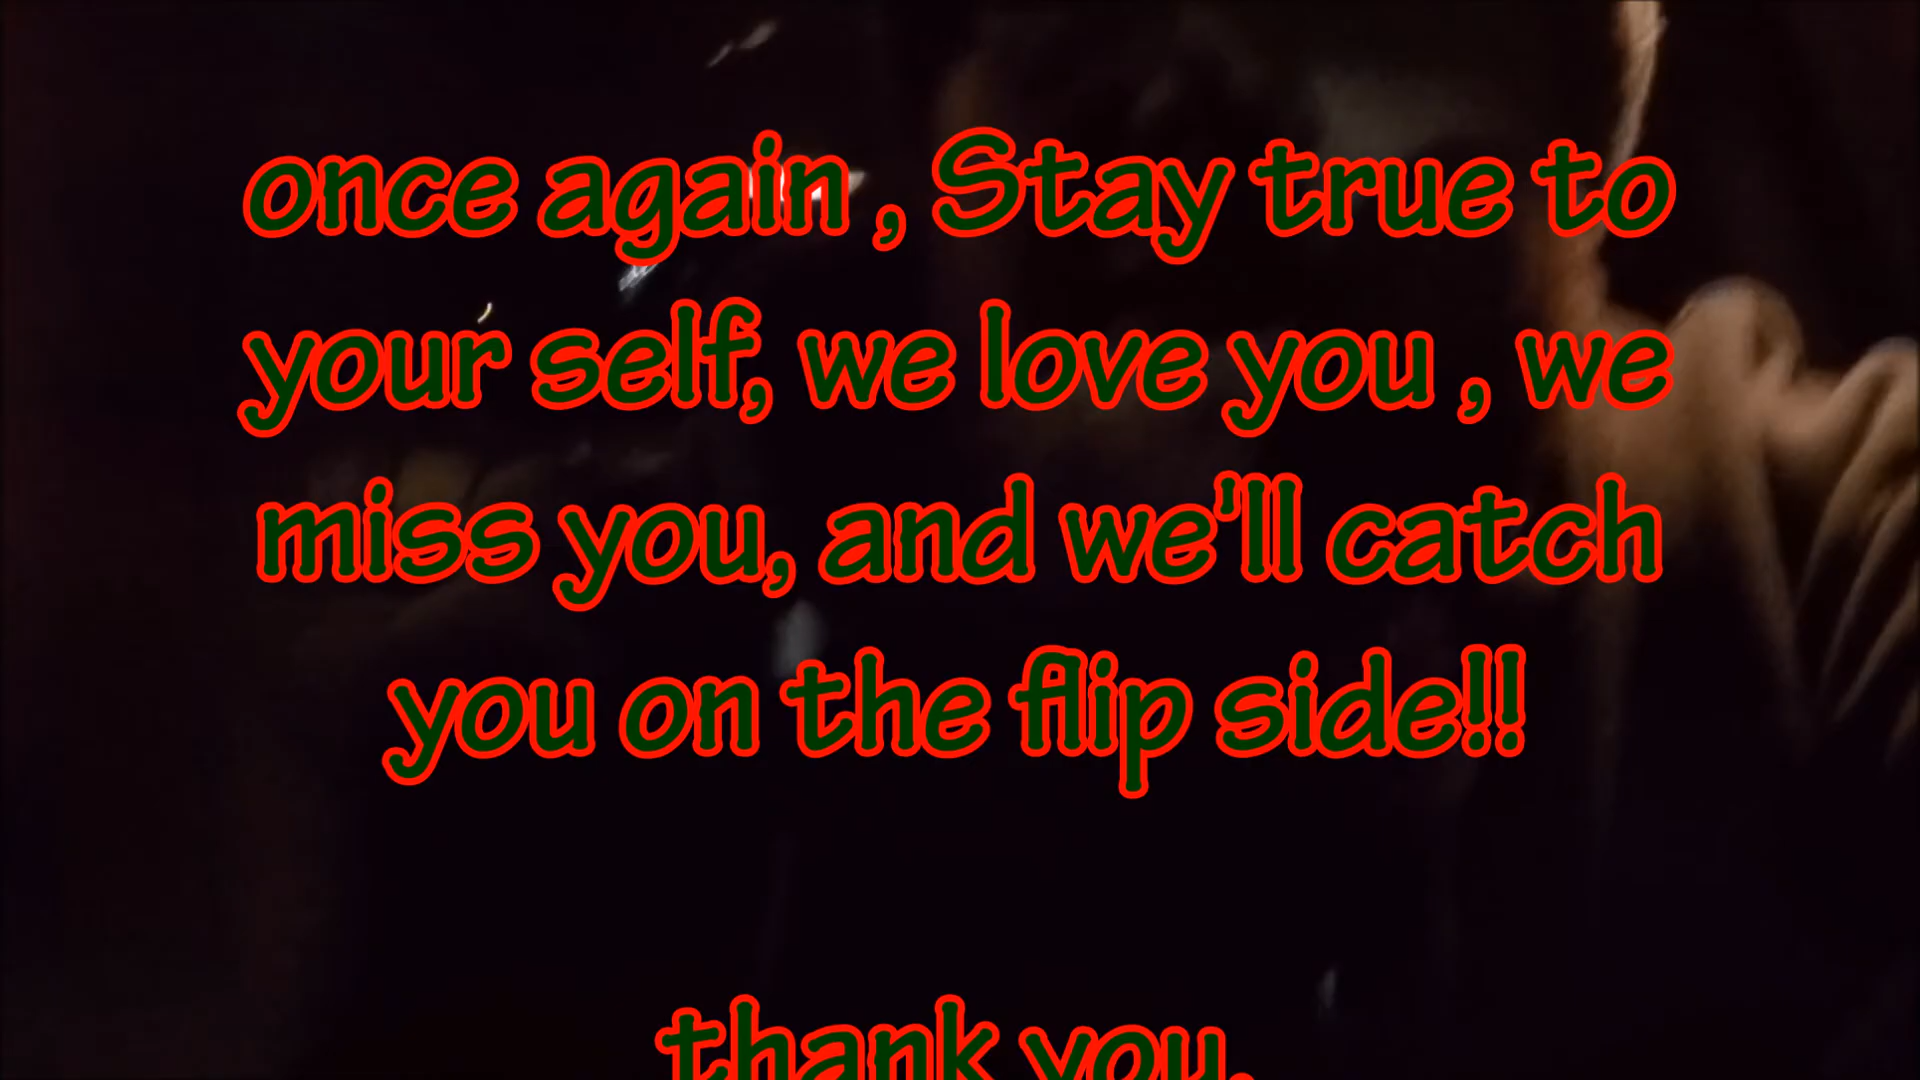 once again , Stay true to
your self, we love you , we
miss you, and we'll catch
you on the flip side!!
thank you.